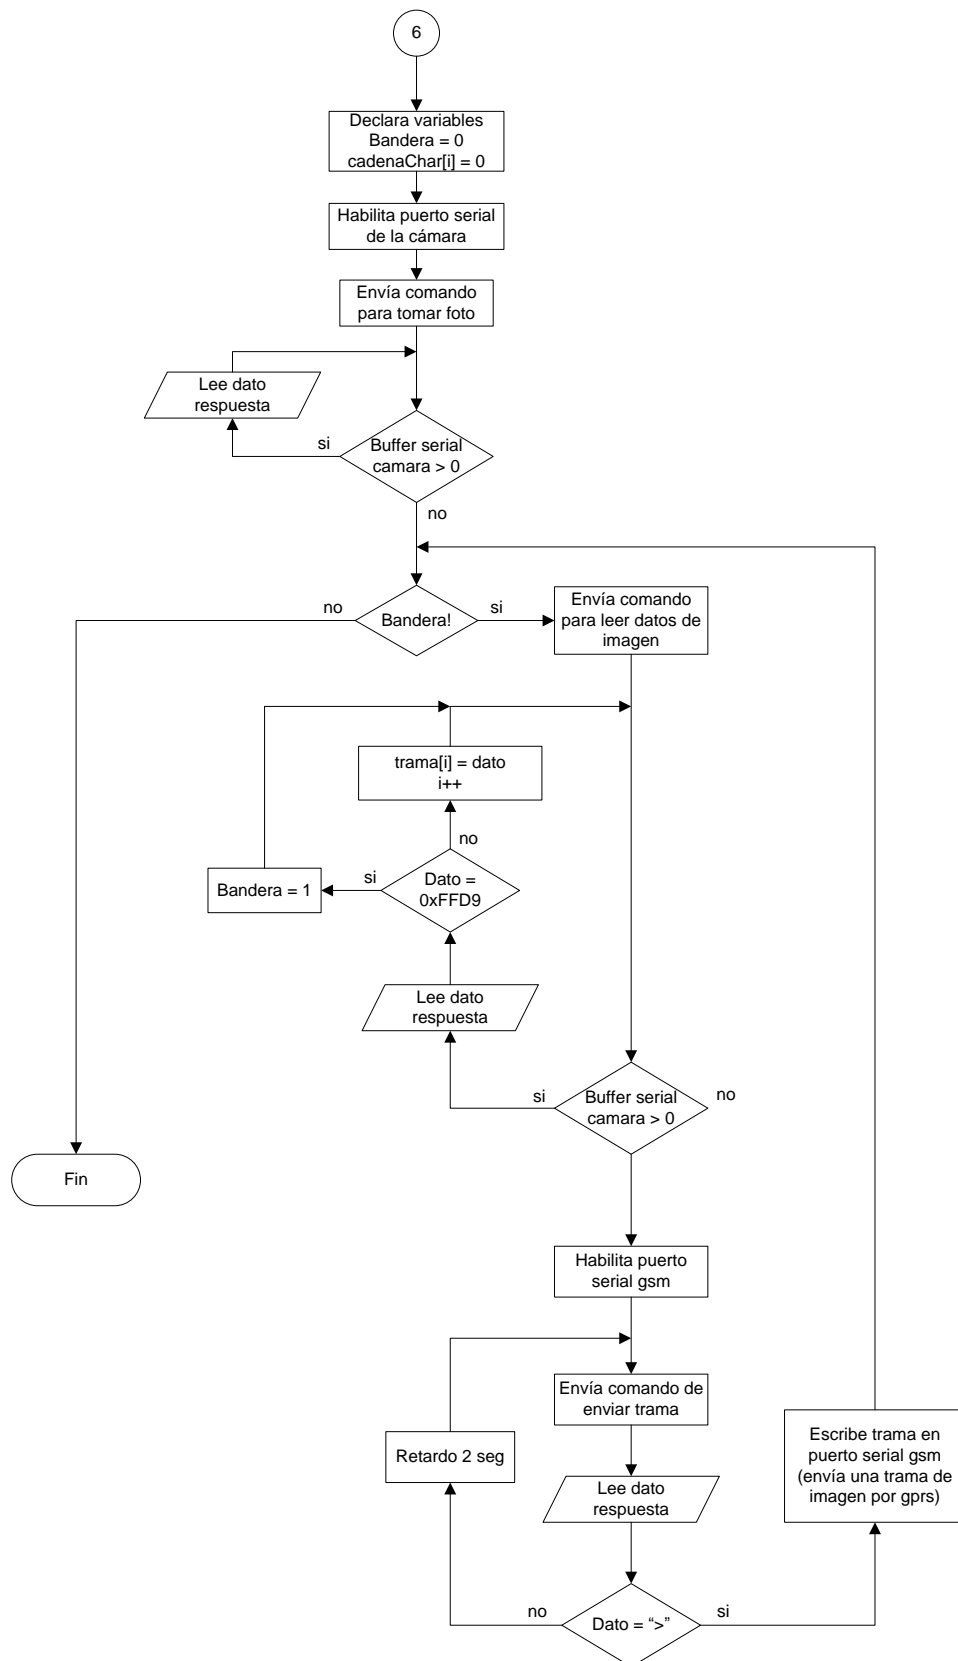 6
Declara variables
Bandera = 0
cadenaChar[i] = 0
Habilita puerto serial
de la cámara
Envía comando
para tomar foto
Lee dato
respuesta
si
Buffer serial
camara > 0
no
no
Bandera!
si
Envía comando
para leer datos de
imagen
trama[i] = dato
i++
no
Bandera = 1
si
Dato =
0xFFD9
Lee dato
respuesta
si
Buffer serial
camara > 0
no
Fin
Habilita puerto
serial gsm
Envía comando de
enviar trama
Retardo 2 seg
Lee dato
respuesta
Escribe trama en
puerto serial gsm
(envía una trama de
imagen por gprs)
no
Dato = “>”
si